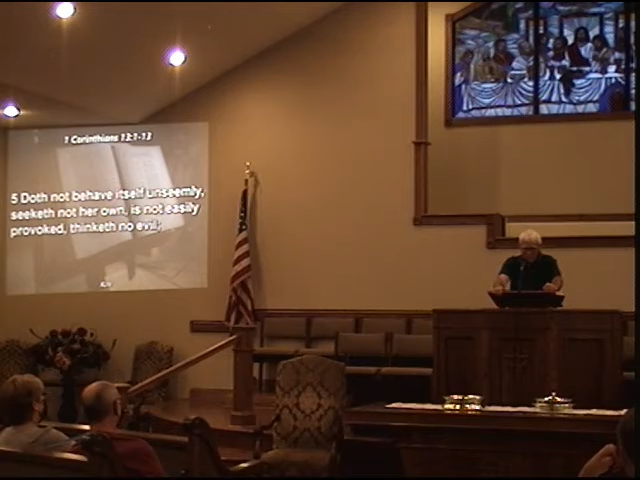 1 Corinthians 13:1-13
5 Doth not behave itself unseemly,
seeketh not her own, is not easily
provoked, thinketh no evil;
KJV